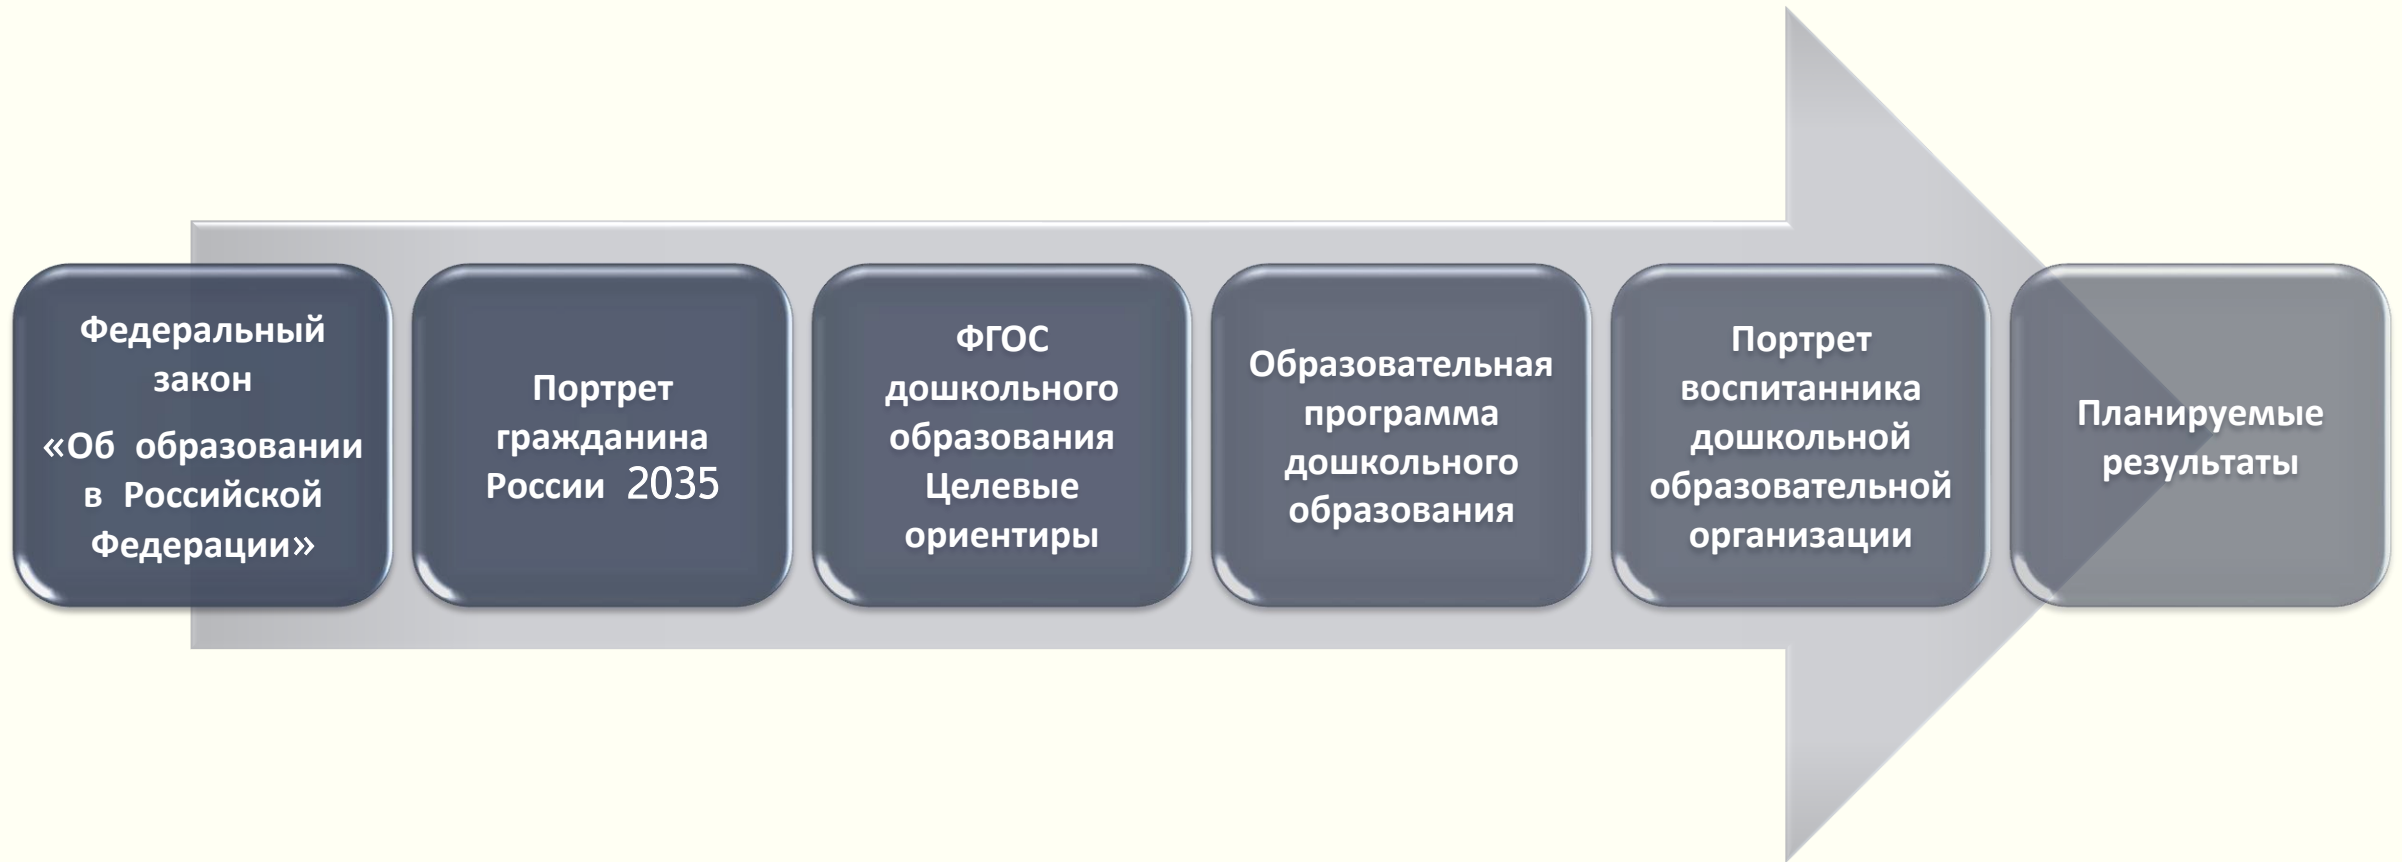 Федеральный
закон
«Об образовании
в Российской
Федерации»
Портрет
гражданина
России 2035
ФГОС
дошкольного
образования
Целевые
ориентиры
Образовательная
программа
дошкольного
образования
Портрет
воспитанника
дошкольной
образовательной
организации
Планируемые
результаты